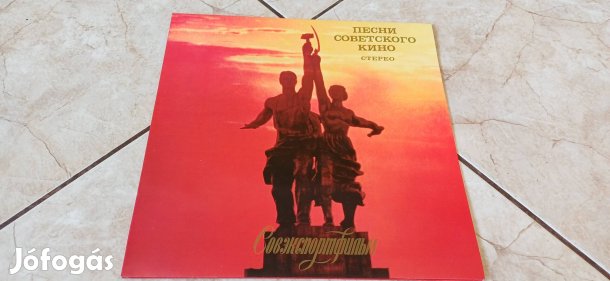 ПЕСНИ
СОВЕТСКОГО
КИНО
СТЕРЕО
Совэкспортфильм
Jófogás